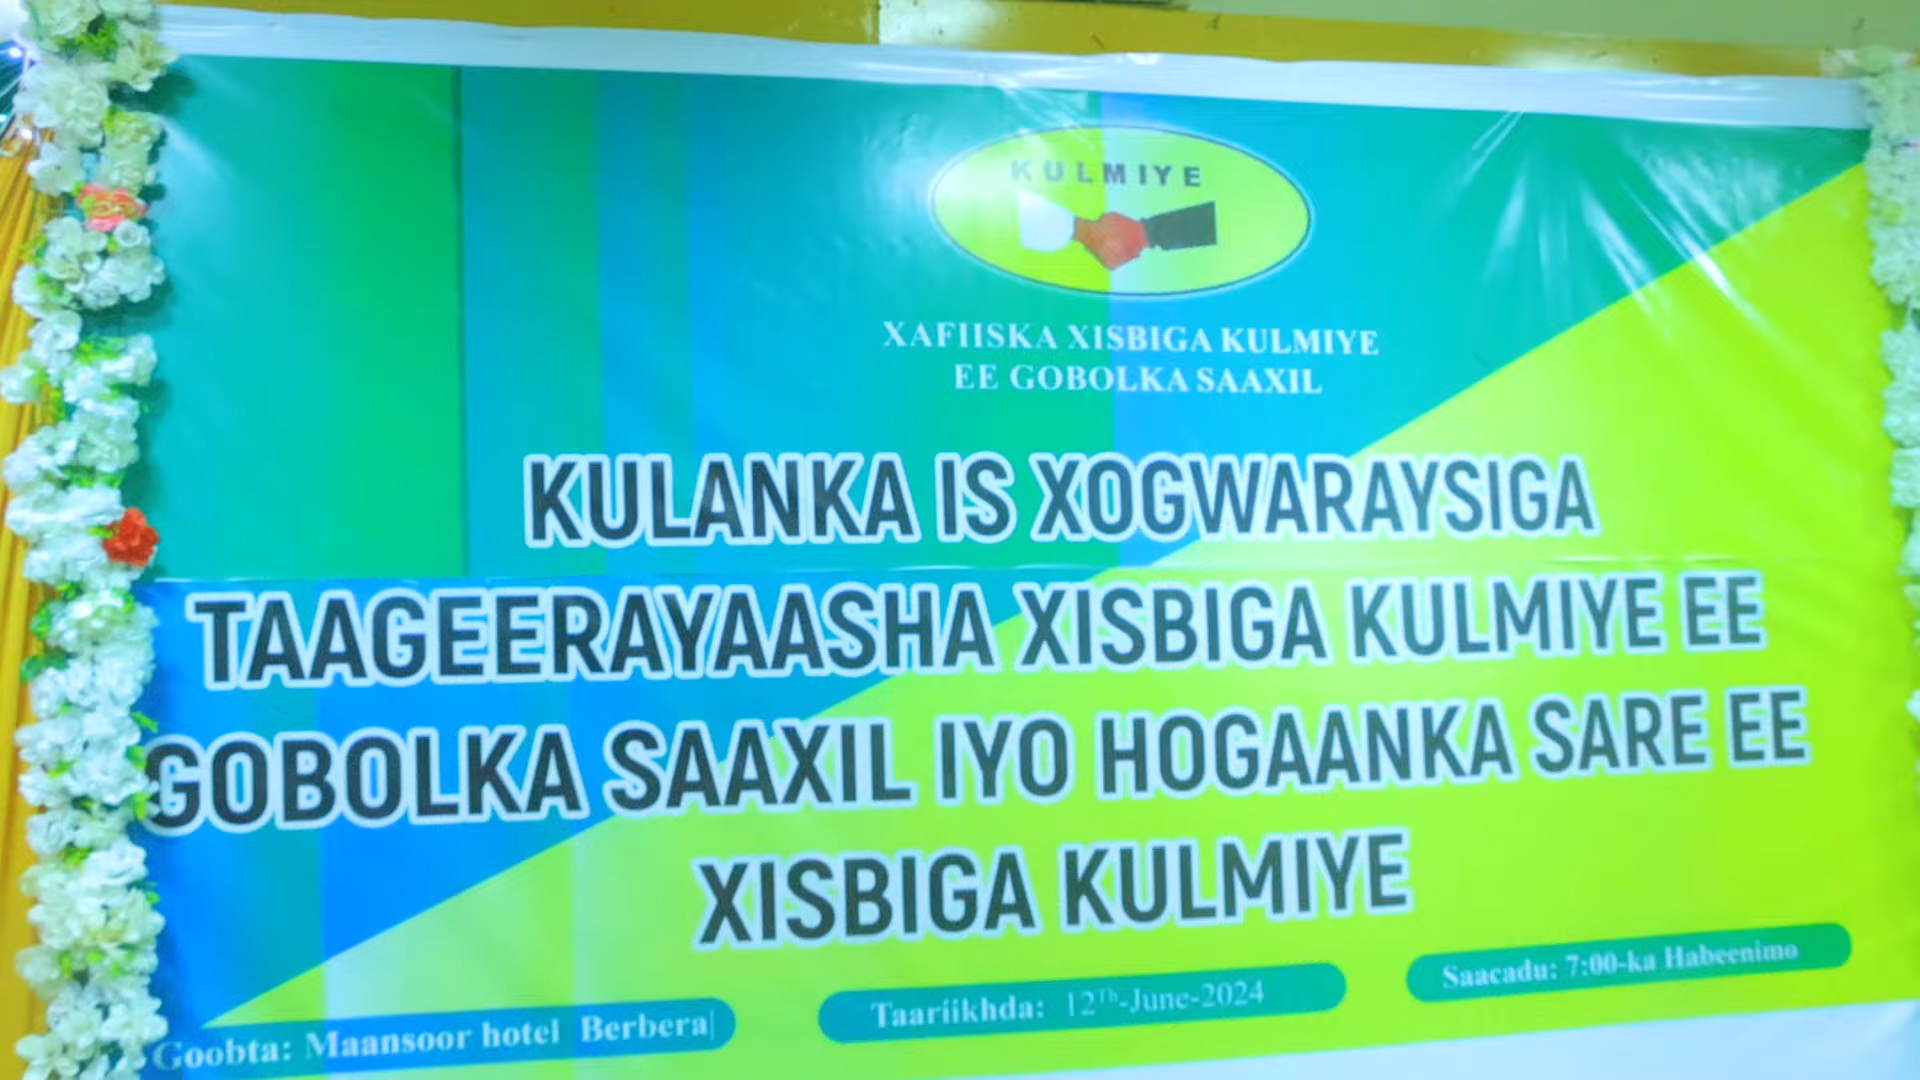 KULMIYE
XAFIISKA XISBIGA KULMIYE
EE GOBOLKA SAAXIL
KULANKA IS XOGWARAYSIGA
TAAGEERAYAASHA XISBIGA KULMIYE EE
GOBOLKA SAAXIL IYO HOGAANKA SARE EE
XISBIGA KULMIYE
Goobta: Maansoor hotel Berbera
Taariikhda: 12Th-June-2024
Saacadu: 7:00-ka Habeenimo